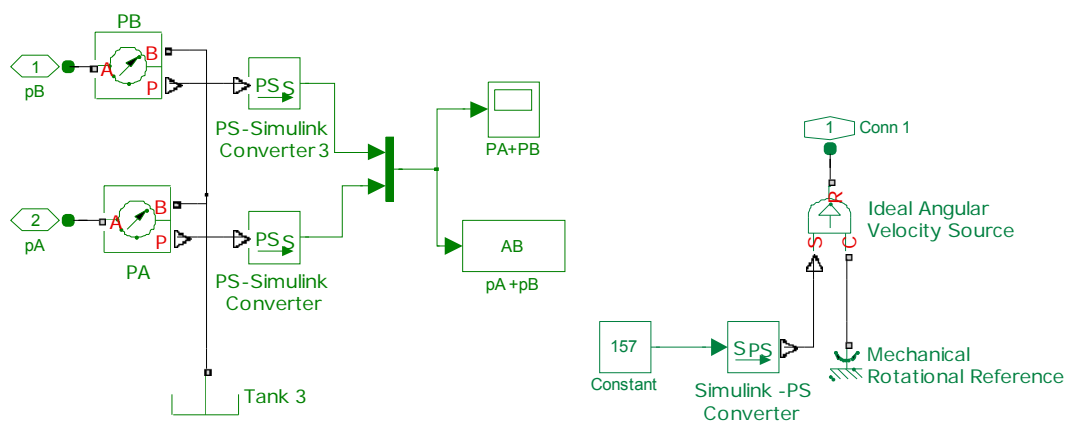 PB
1
pB
A
B
P
PS S
PS-Simulink
Converter 3
PA+PB
2
pA
A
B
P
PA
PS S
PS-Simulink
Converter
AB
pA +pB
Tank 3
1
Conn 1
R
S
C
Ideal Angular
Velocity Source
157
Constant
S PS
Simulink -PS
Converter
Mechanical
Rotational Reference